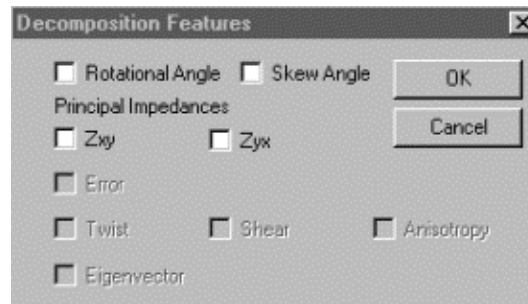 Decomposition Features
Rotational Angle Skew Angle OK
Principal Impedances
Zxy Zyx Cancel
Error
Twist Shear Anisotropy
Eigenvector